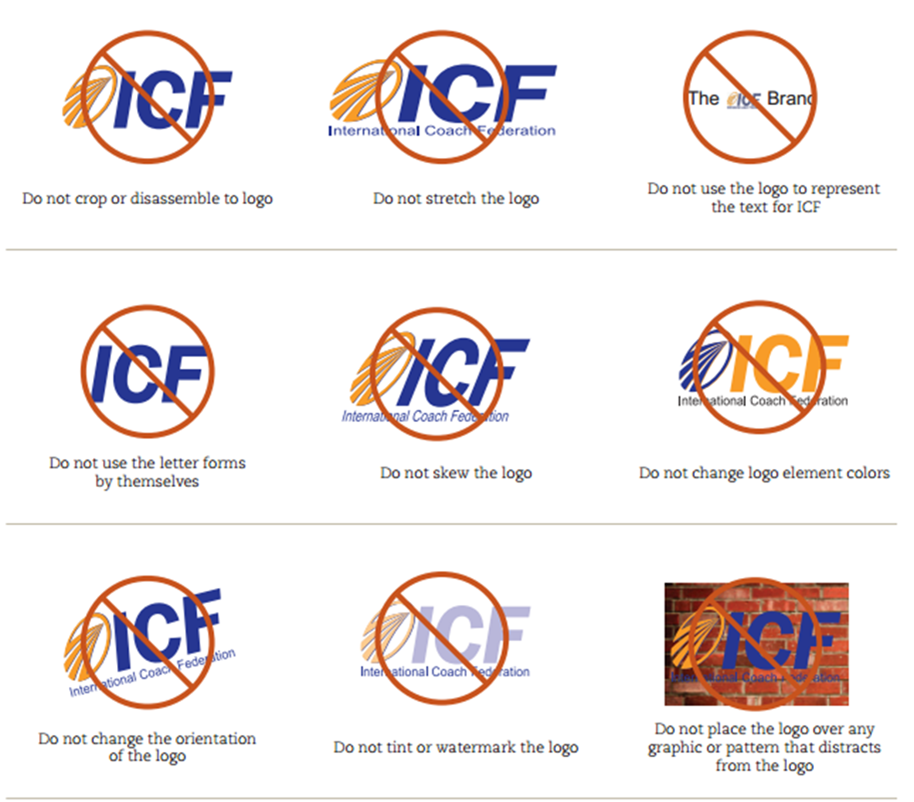 ICF
ICF
International Coach Federation
The ICF Brand
Do not crop or disassemble to logo
Do not stretch the logo
Do not use the logo to represent
the text for ICF
ICF
ICF
International Coach Federation
ICF
International Coach Federation
Do not use the letter forms
by themselves
Do not skew the logo
Do not change logo element colors
ICF
International Coach Federation
ICF
International Coach Federation
ICF
International Coach Federation
Do not change the orientation
of the logo
Do not tint or watermark the logo
Do not place the logo over any
graphic or pattern that distracts
from the logo